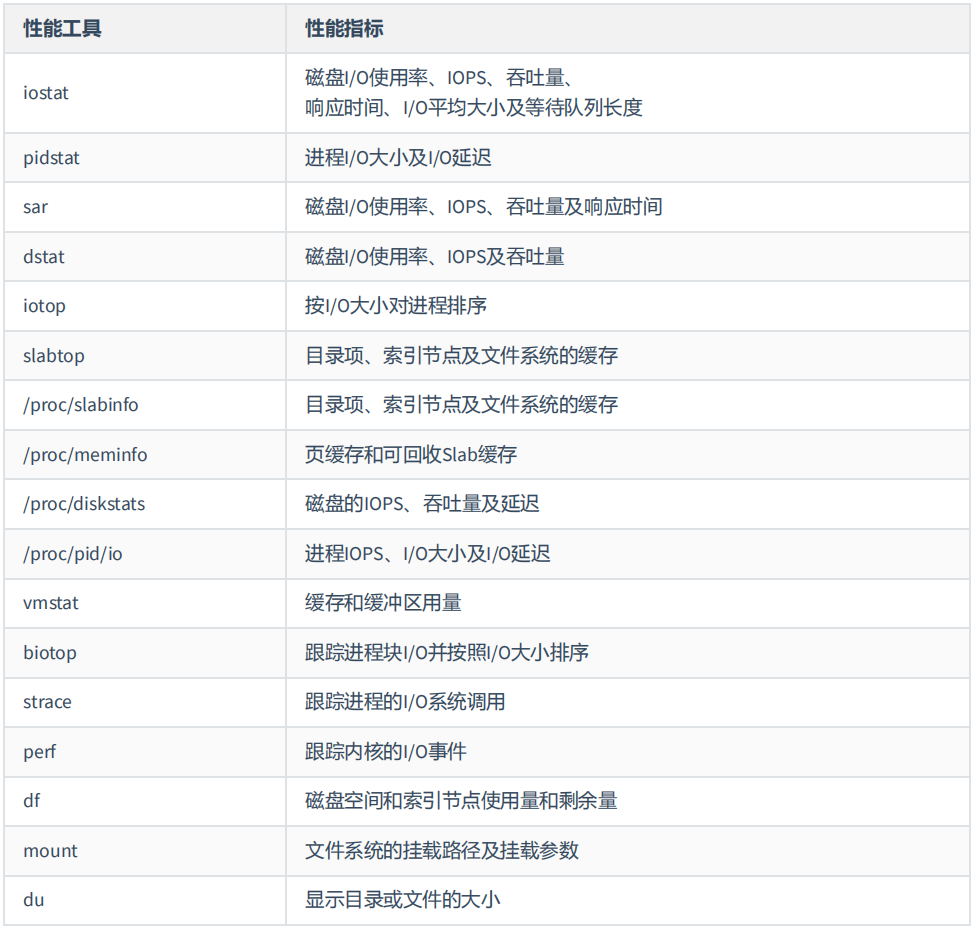 性能工具 性能指标
iostat 磁盘I/O使用率、IOPS、吞吐量、
响应时间、I/O平均大小及等待队列长度
pidstat 进程I/O大小及I/O延迟
sar 磁盘I/O使用率、IOPS、吞吐量及响应时间
dstat 磁盘I/O使用率、IOPS及吞吐量
iotop 按I/O大小对进程排序
slabtop 目录项、索引节点及文件系统的缓存
/proc/slabinfo 目录项、索引节点及文件系统的缓存
/proc/meminfo 页缓存和可回收Slab缓存
/proc/diskstats 磁盘的IOPS、吞吐量及延迟
/proc/pid/io 进程IOPS、I/O大小及I/O延迟
vmstat 缓存和缓冲区用量
biotop 跟踪进程块I/O并按照I/O大小排序
strace 跟踪进程的I/O系统调用
perf 跟踪内核的I/O事件
df 磁盘空间和索引节点使用量和剩余量
mount 文件系统的挂载路径及挂载参数
du 显示目录或文件的大小